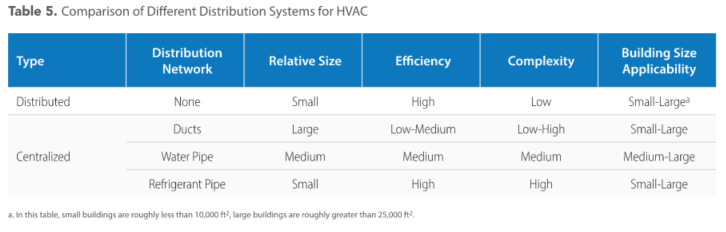 Table 5. Comparison of Different Distribution Systems for HVAC
Type Distribution Network Relative Size Efficiency Complexity Building Size Applicability
Distributed None Small High Low Small-Largeᵃ
Centralized Ducts Large Low-Medium Low-High Small-Large
Water Pipe Medium Medium Medium Medium-Large
Refrigerant Pipe Small High High Small-Large
a. In this table, small buildings are roughly less than 10,000 ft², large buildings are roughly greater than 25,000 ft².